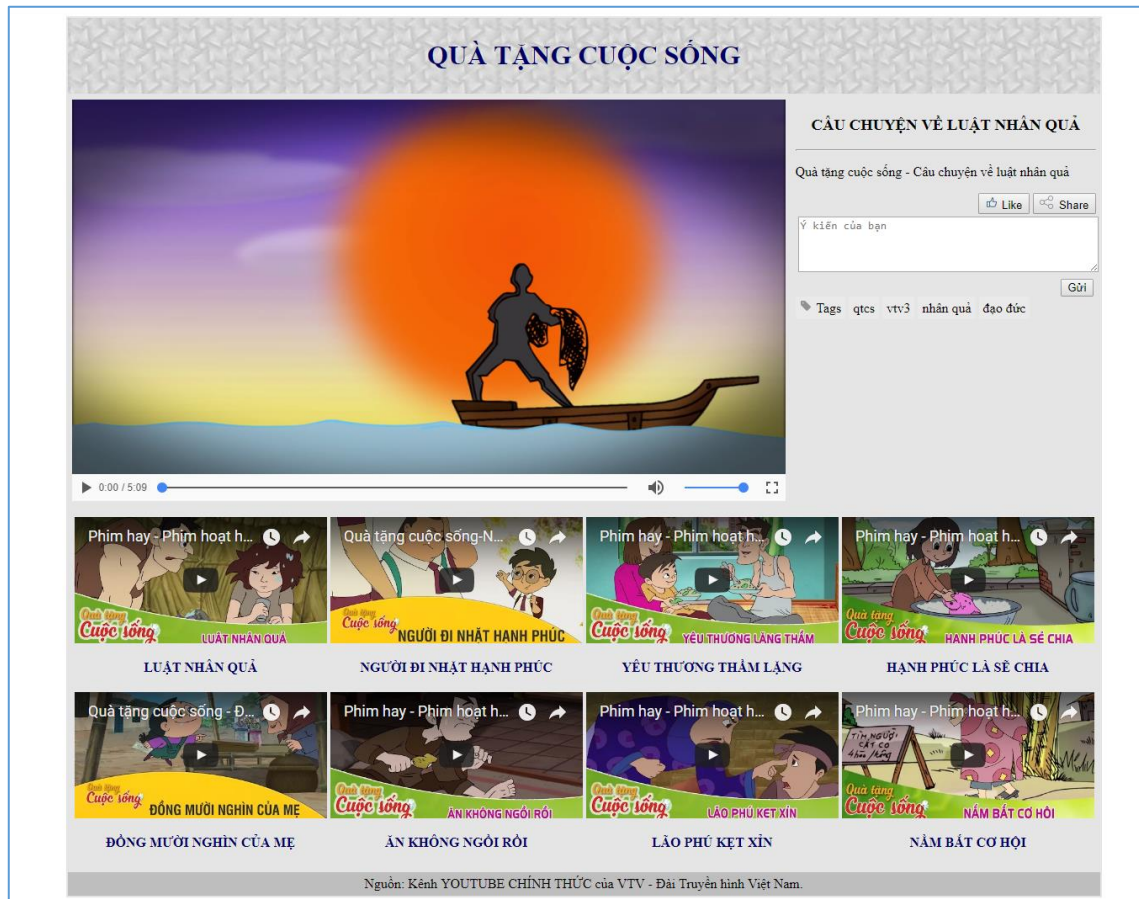 QUÀ TẶNG CUỘC SỐNG
CÂU CHUYỆN VỀ LUẬT NHÂN QUẢ
Quà tặng cuộc sống - Câu chuyện về luật nhân quả
Like Share
Ý kiến của bạn
Gửi
Tags qtcs vtv3 nhân quả đạo đức
0:00 / 5:09
Phim hay - Phim hoạt h...
Quà tặng Cuộc sống
LUẬT NHÂN QUẢ
Quà tặng cuộc sống-N...
Quà tặng Cuộc sống
NGƯỜI ĐI NHẶT HẠNH PHÚC
Phim hay - Phim hoạt h...
Quà tặng Cuộc sống
YÊU THƯƠNG LẶNG THẦM
Phim hay - Phim hoạt h...
Quà tặng Cuộc sống
HẠNH PHÚC LÀ SẺ CHIA
LUẬT NHÂN QUẢ
NGƯỜI ĐI NHẶT HẠNH PHÚC
YÊU THƯƠNG THẦM LẶNG
HẠNH PHÚC LÀ SẼ CHIA
Quà tặng cuộc sống - Đ...
Quà tặng Cuộc sống
ĐỒNG MƯỜI NGHÌN CỦA MẸ
Phim hay - Phim hoạt h...
Quà tặng Cuộc sống
ĂN KHÔNG NGỒI RỒI
Phim hay - Phim hoạt h...
Quà tặng Cuộc sống
LÃO PHÚ KẸT XỈN
Phim hay - Phim hoạt h...
TÌM NGƯỜI
CẮT CỎ
Quà tặng Cuộc sống
NẮM BẮT CƠ HỘI
ĐỒNG MƯỜI NGHÌN CỦA MẸ
ĂN KHÔNG NGỒI RỒI
LÃO PHÚ KẸT XỈN
NẮM BẮT CƠ HỘI
Nguồn: Kênh YOUTUBE CHÍNH THỨC của VTV - Đài Truyền hình Việt Nam.